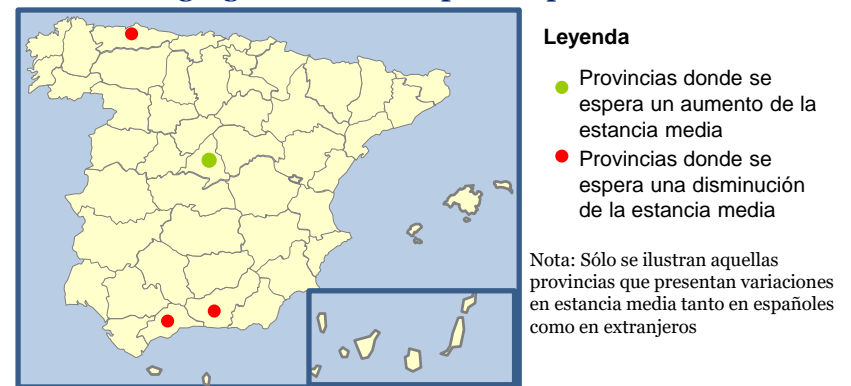 Leyenda
Provincias donde se
espera un aumento de la
estancia media
Provincias donde se
espera una disminución
de la estancia media
Nota: Sólo se ilustran aquellas
provincias que presentan variaciones
en estancia media tanto en españoles
como en extranjeros